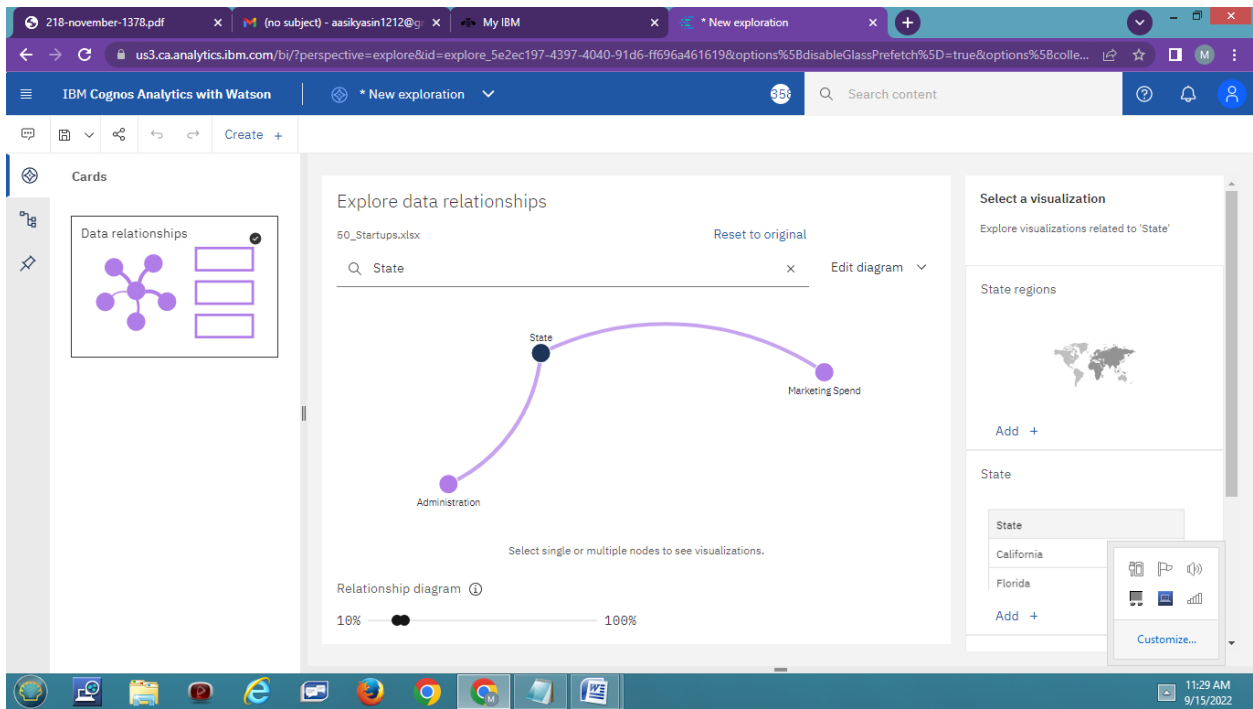 218-november-1378.pdf
(no subject) - aasikyasin1212@g
My IBM
* New exploration
us3.ca.analytics.ibm.com/bi/?perspective=explore&id=explore_5e2ec197-4397-4040-91d6-ff696a461619&options%5BdisableGlassPrefetch%5D=true&options%5Bcolle...
M
IBM Cognos Analytics with Watson
* New exploration
Search content
Create +
Cards
Data relationships
Explore data relationships
50_Startups.xlsx
Reset to original
State
Edit diagram
State
Marketing Spend
Administration
Select single or multiple nodes to see visualizations.
Relationship diagram
10%
100%
Select a visualization
Explore visualizations related to 'State'
State regions
Add +
State
State
California
Florida
Add +
Customize...
11:29 AM
9/15/2022